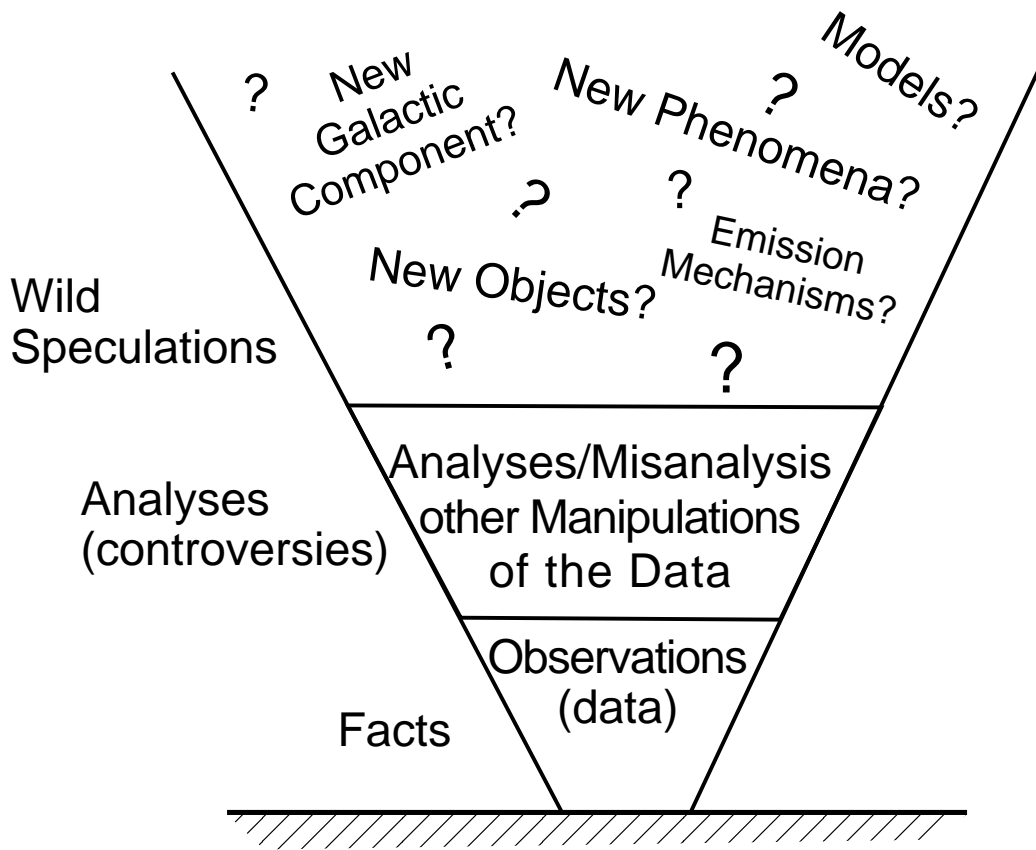 ?
New
Galactic
Component?
New Phenomena?
?
Models?
?
?
New Objects?
Emission
Mechanisms?
?
?
Wild
Speculations
Analyses
(controversies)
Analyses/Misanalysis
other Manipulations
of the Data
Observations
(data)
Facts